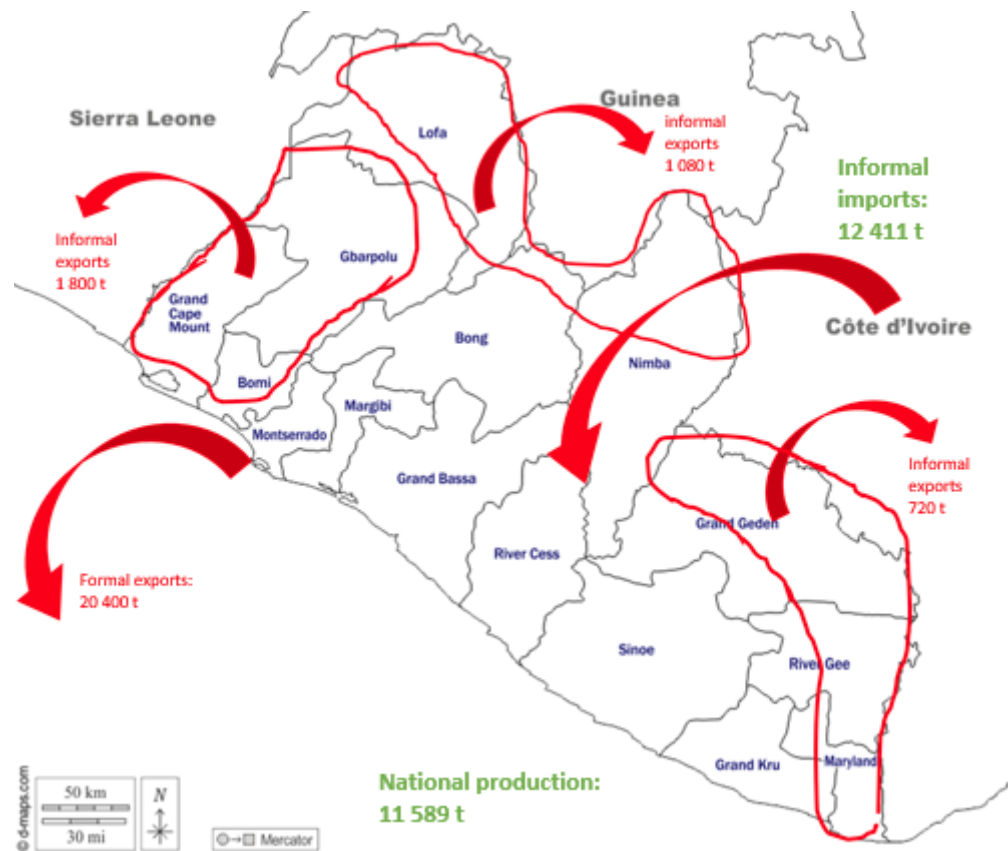 Sierra Leone
Guinea
Lofa
informal
exports
1 080 t
Informal
imports:
12 411 t
Informal
exports
1 800 t
Gbarpolu
Grand
Cape
Mount
Côte d'Ivoire
Bong
Nimba
Bomi
Margibi
Montserrado
Grand Bassa
Informal
exports
720 t
Grand Geden
River Cess
Formal exports:
20 400 t
Sinoe
River Gee
Grand Kru
Maryland
National production:
11 589 t
50 km
30 mi
N
Mercator
© d-maps.com